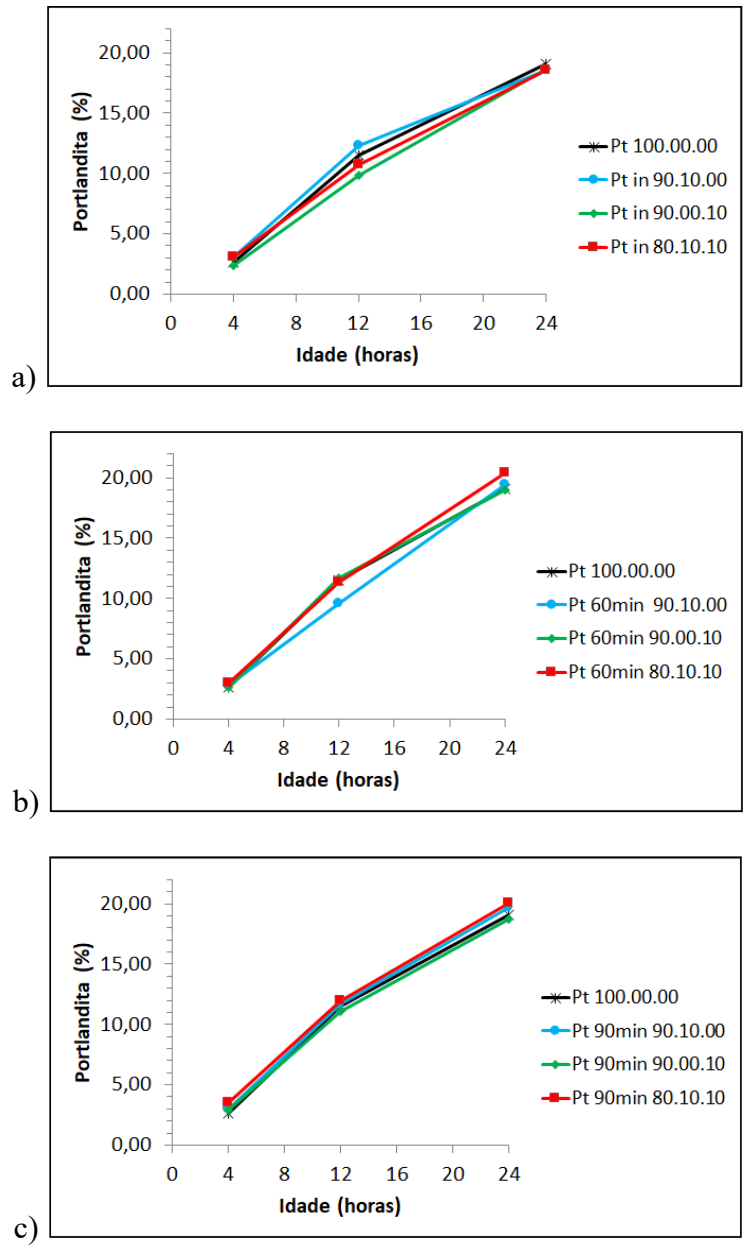 20,00
15,00
10,00
5,00
0,00
Portlandita (%)
0 4 8 12 16 20 24
Idade (horas)
Pt 100.00.00
Pt in 90.10.00
Pt in 90.00.10
Pt in 80.10.10
a)
20,00
15,00
10,00
5,00
0,00
Portlandita (%)
0 4 8 12 16 20 24
Idade (horas)
Pt 100.00.00
Pt 60min 90.10.00
Pt 60min 90.00.10
Pt 60min 80.10.10
b)
20,00
15,00
10,00
5,00
0,00
Portlandita (%)
0 4 8 12 16 20 24
Idade (horas)
Pt 100.00.00
Pt 90min 90.10.00
Pt 90min 90.00.10
Pt 90min 80.10.10
c)